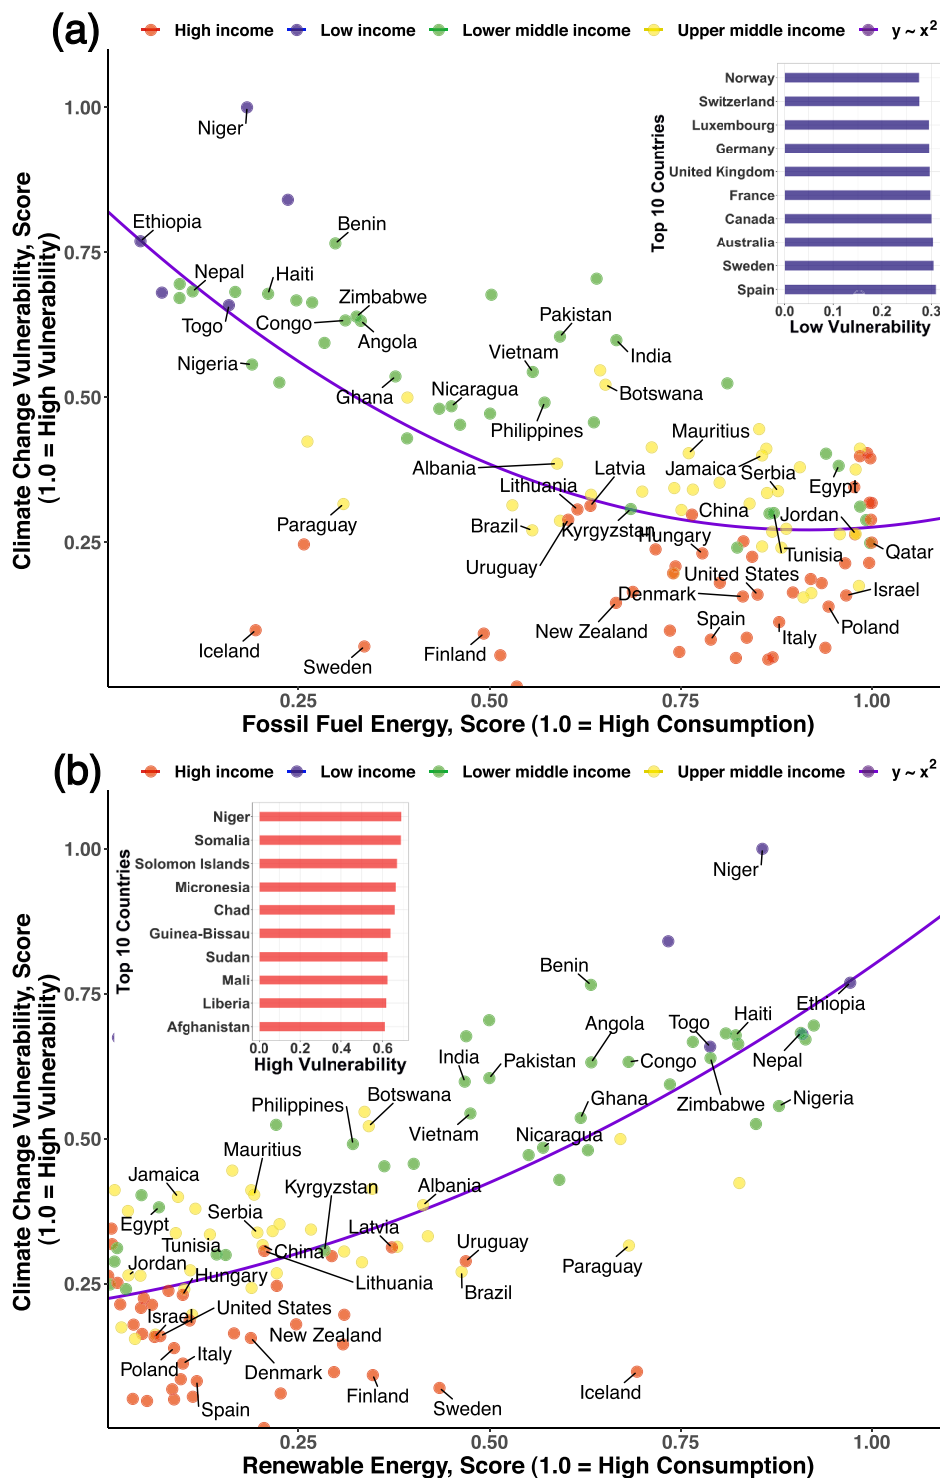 (a)
High income
Low income
Lower middle income
Upper middle income
y ~ x²
Climate Change Vulnerability, Score
(1.0 = High Vulnerability)
1.00
0.75
0.50
0.25
Niger
Ethiopia
Benin
Nepal
Haiti
Togo
Congo
Zimbabwe
Angola
Nigeria
Ghana
Nicaragua
Vietnam
Pakistan
India
Botswana
Philippines
Albania
Latvia
Lithuania
Mauritius
Jamaica
Serbia
Egypt
Paraguay
Brazil
Kyrgyzstan
China
Jordan
Uruguay
Hungary
Tunisia
Qatar
United States
Denmark
Israel
New Zealand
Spain
Italy
Poland
Iceland
Sweden
Finland
0.25
0.50
0.75
1.00
Fossil Fuel Energy, Score (1.0 = High Consumption)
Top 10 Countries
Norway
Switzerland
Luxembourg
Germany
United Kingdom
France
Canada
Australia
Sweden
Spain
0.0
0.1
0.2
0.3
Low Vulnerability
(b)
High income
Low income
Lower middle income
Upper middle income
y ~ x²
Climate Change Vulnerability, Score
(1.0 = High Vulnerability)
1.00
0.75
0.50
0.25
Top 10 Countries
Niger
Somalia
Solomon Islands
Micronesia
Chad
Guinea-Bissau
Sudan
Mali
Liberia
Afghanistan
0.0
0.2
0.4
0.6
High Vulnerability
Niger
Benin
Ethiopia
Angola
Togo
Haiti
India
Pakistan
Congo
Nepal
Philippines
Botswana
Vietnam
Ghana
Zimbabwe
Nigeria
Nicaragua
Mauritius
Jamaica
Kyrgyzstan
Albania
Egypt
Serbia
Latvia
Tunisia
China
Uruguay
Paraguay
Jordan
Hungary
Lithuania
Brazil
Israel
United States
New Zealand
Poland
Italy
Denmark
Finland
Iceland
Spain
Sweden
0.25
0.50
0.75
1.00
Renewable Energy, Score (1.0 = High Consumption)